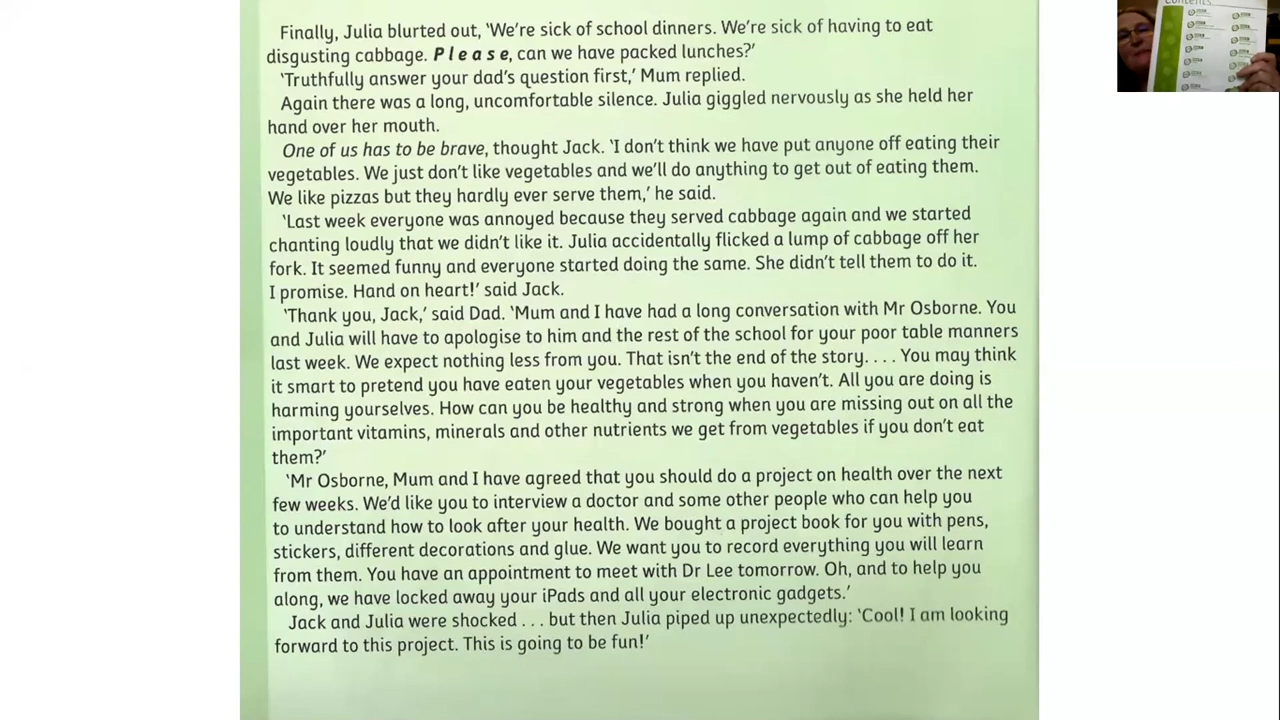 Contents
Finally, Julia blurted out, ‘We’re sick of school dinners. We’re sick of having to eat
disgusting cabbage. Please, can we have packed lunches?’
‘Truthfully answer your dad’s question first,’ Mum replied.
Again there was a long, uncomfortable silence. Julia giggled nervously as she held her
hand over her mouth.
One of us has to be brave, thought Jack. ‘I don’t think we have put anyone off eating their
vegetables. We just don’t like vegetables and we’ll do anything to get out of eating them.
We like pizzas but they hardly ever serve them,’ he said.
‘Last week everyone was annoyed because they served cabbage again and we started
chanting loudly that we didn’t like it. Julia accidentally flicked a lump of cabbage off her
fork. It seemed funny and everyone started doing the same. She didn’t tell them to do it.
I promise. Hand on heart!’ said Jack.
‘Thank you, Jack,’ said Dad. ‘Mum and I have had a long conversation with Mr Osborne. You
and Julia will have to apologise to him and the rest of the school for your poor table manners
last week. We expect nothing less from you. That isn’t the end of the story. . . . You may think
it smart to pretend you have eaten your vegetables when you haven’t. All you are doing is
harming yourselves. How can you be healthy and strong when you are missing out on all the
important vitamins, minerals and other nutrients we get from vegetables if you don’t eat
them?’
‘Mr Osborne, Mum and I have agreed that you should do a project on health over the next
few weeks. We’d like you to interview a doctor and some other people who can help you
to understand how to look after your health. We bought a project book for you with pens,
stickers, different decorations and glue. We want you to record everything you will learn
from them. You have an appointment to meet with Dr Lee tomorrow. Oh, and to help you
along, we have locked away your iPads and all your electronic gadgets.’
Jack and Julia were shocked . . . but then Julia piped up unexpectedly: ‘Cool! I am looking
forward to this project. This is going to be fun!’